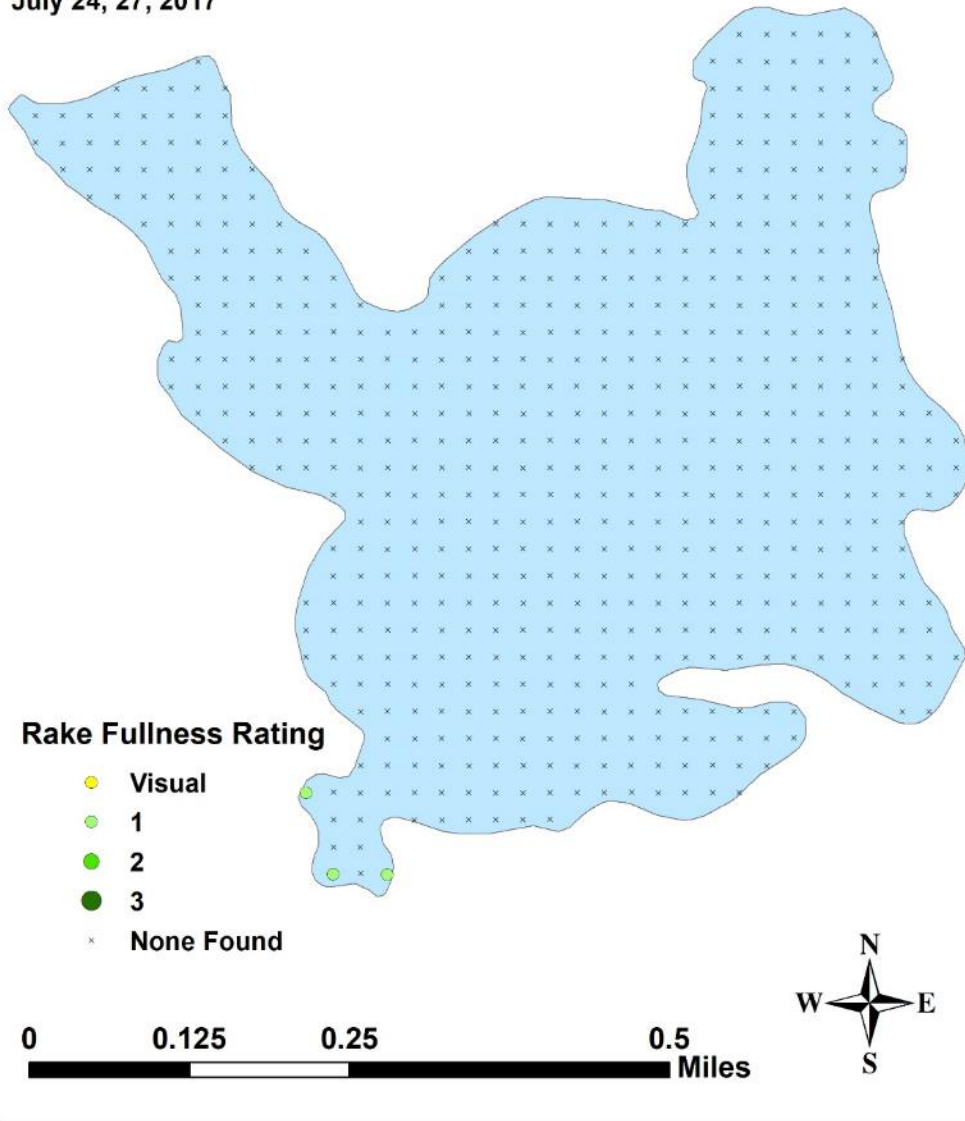 July 24, 27, 2017
Rake Fullness Rating
Visual
1
2
3
None Found
N
W E
S
0 0.125 0.25 0.5
Miles